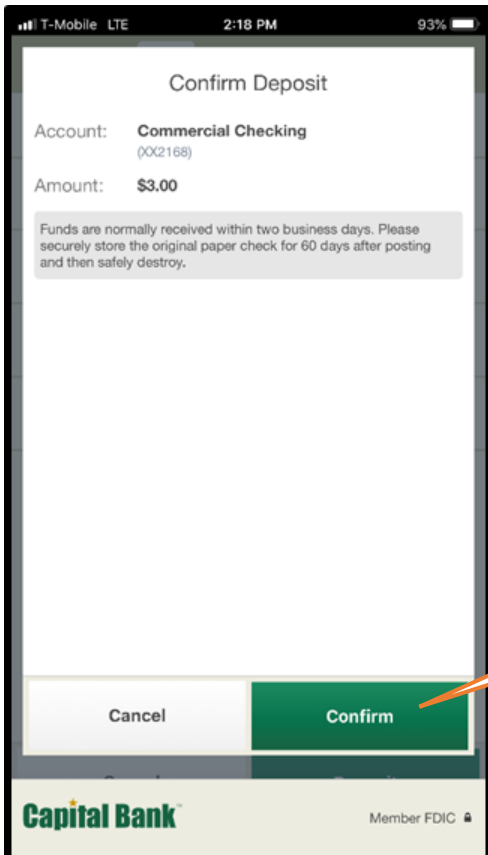 T-Mobile LTE 2:18 PM 93%
Confirm Deposit
Account: Commercial Checking
(XX2168)
Amount: $3.00
Funds are normally received within two business days. Please
securely store the original paper check for 60 days after posting
and then safely destroy.
Cancel Confirm
Capital Bank Member FDIC